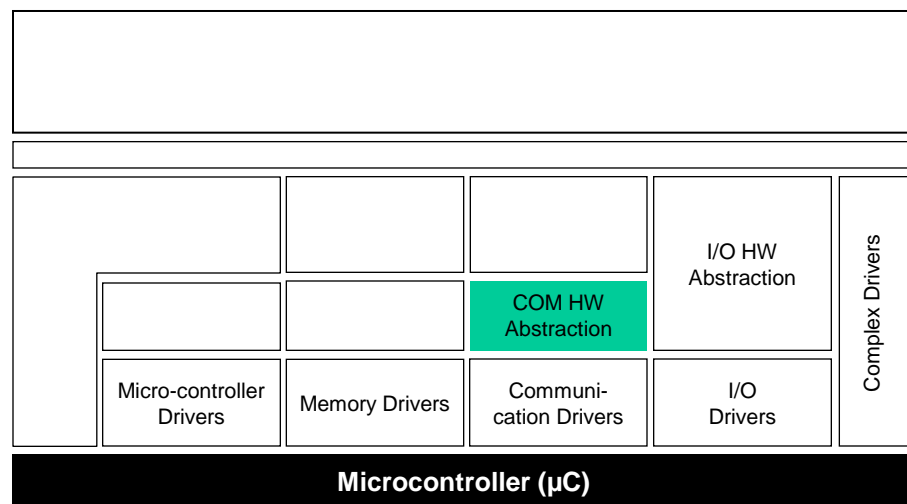 I/O HW
Abstraction
Complex Drivers
COM HW
Abstraction
Micro-controller
Drivers
Memory Drivers
Communi-
cation Drivers
I/O
Drivers
Microcontroller (µC)